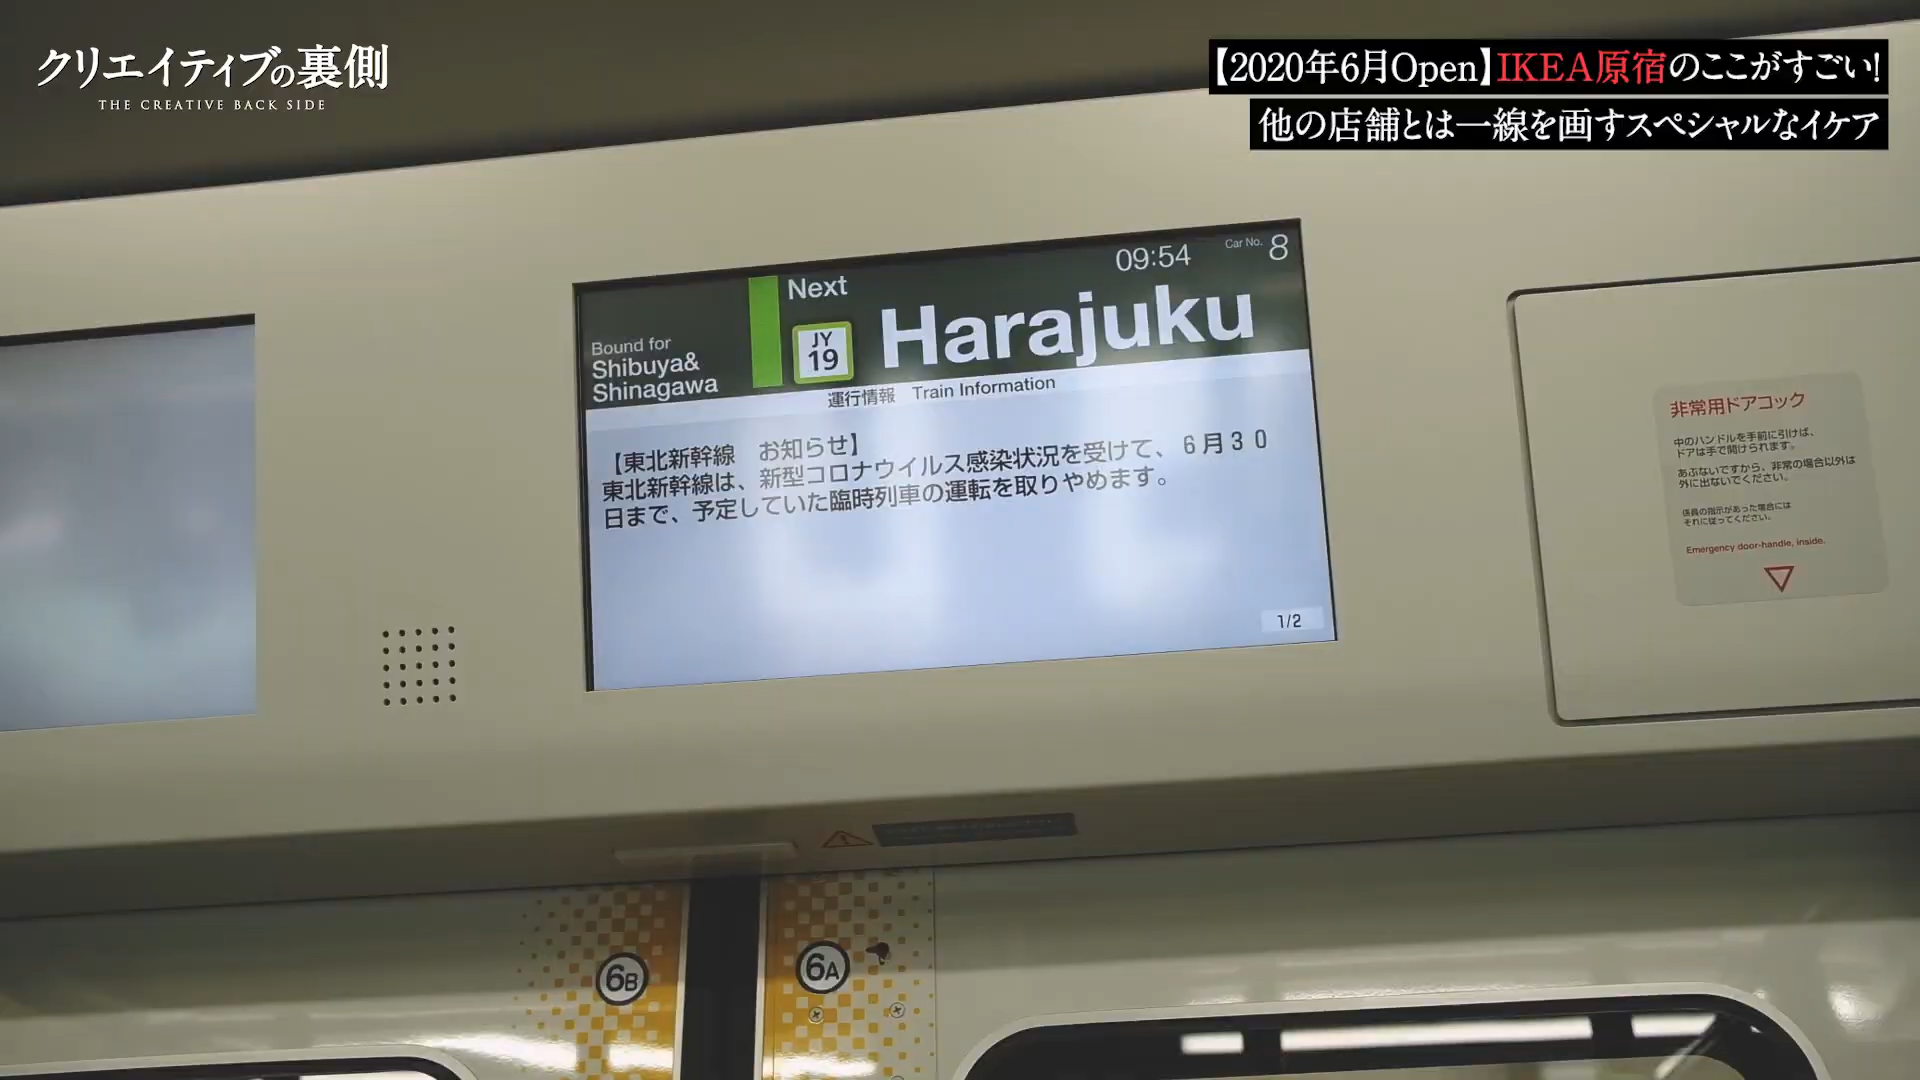 クリエイティブの裏側
THE CREATIVE BACK SIDE
【2020年6月Open】IKEA原宿のここがすごい!
他の店舗とは一線を画すスペシャルなイケア
09:54
Car No. 8
Next
Bound for
Shibuya&
Shinagawa
JY
19
Harajuku
運行情報 Train Information
【東北新幹線 お知らせ】
東北新幹線は、新型コロナウイルス感染状況を受けて、6月30
日まで、予定していた臨時列車の運転を取りやめます。
1/2
非常用ドアコック
中のハンドルを手前に引けば、
ドアは手で開けられます。
あぶないですから、非常の場合以外は
外に出ないでください。
係員の指示があった場合には
それに従ってください。
Emergency door-handle, inside.
6B
6A